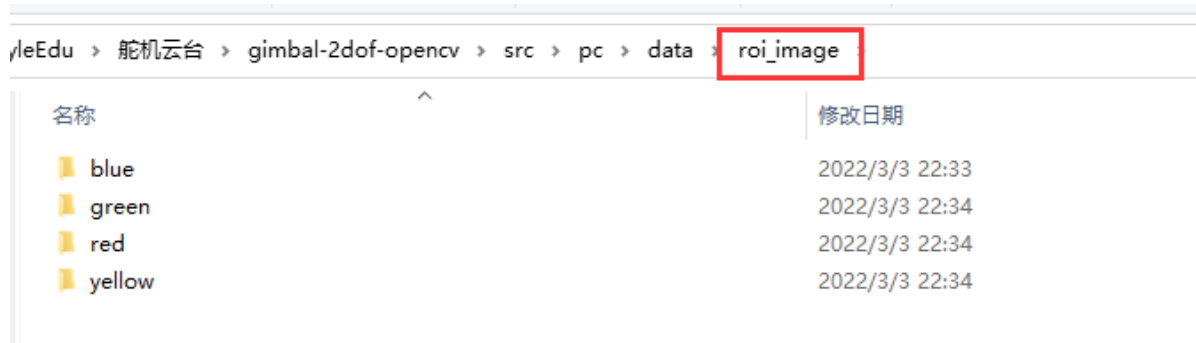 yleEdu > 舵机云台 > gimbal-2dof-opencv > src > pc > data > roi_image >
名称 修改日期
blue 2022/3/3 22:33
green 2022/3/3 22:34
red 2022/3/3 22:34
yellow 2022/3/3 22:34